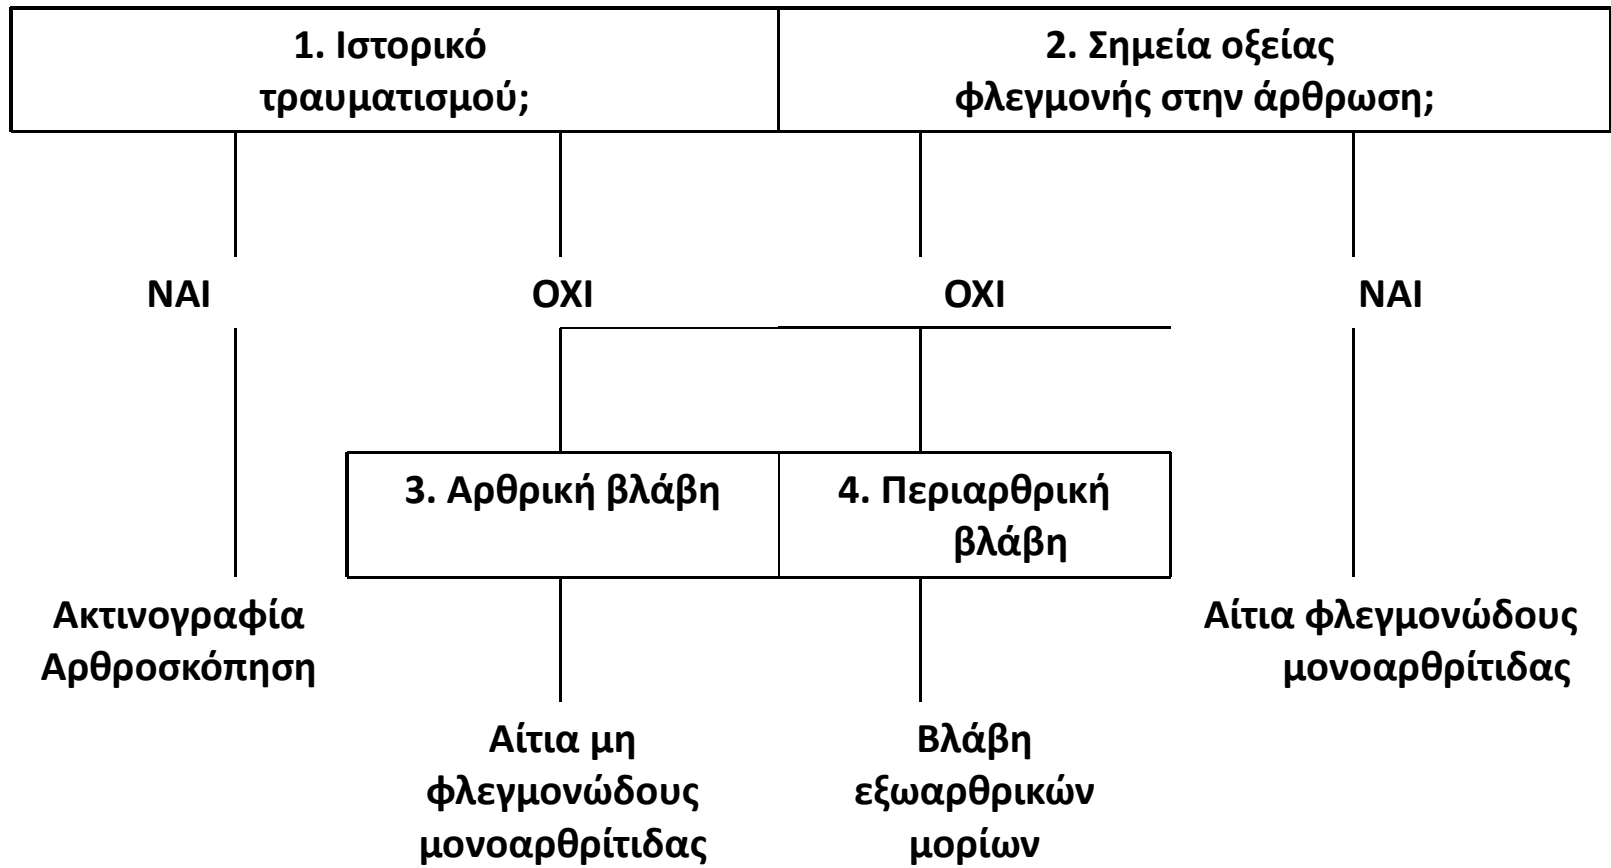 1. Ιστορικό
τραυματισμού;
2. Σημεία οξείας
φλεγμονής στην άρθρωση;
ΝΑΙ
ΟΧΙ
ΟΧΙ
ΝΑΙ
3. Αρθρική βλάβη
4. Περιαρθρική
βλάβη
Ακτινογραφία
Αρθροσκόπηση
Αίτια φλεγμονώδους
μονοαρθρίτιδας
Αίτια μη
φλεγμονώδους
μονοαρθρίτιδας
Βλάβη
εξωαρθρικών
μορίων